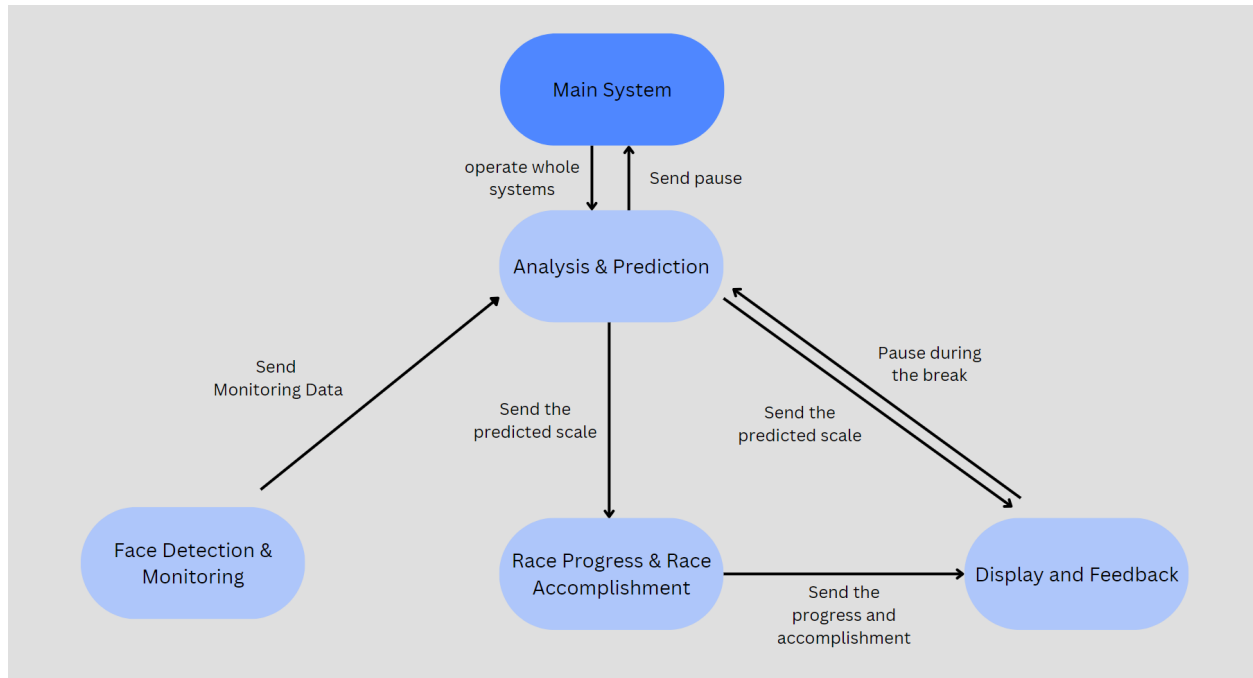 Main System
operate whole
systems
Send pause
Analysis & Prediction
Send
Monitoring Data
Send the
predicted scale
Send the
predicted scale
Pause during
the break
Face Detection &
Monitoring
Race Progress & Race
Accomplishment
Send the
progress and
accomplishment
Display and Feedback